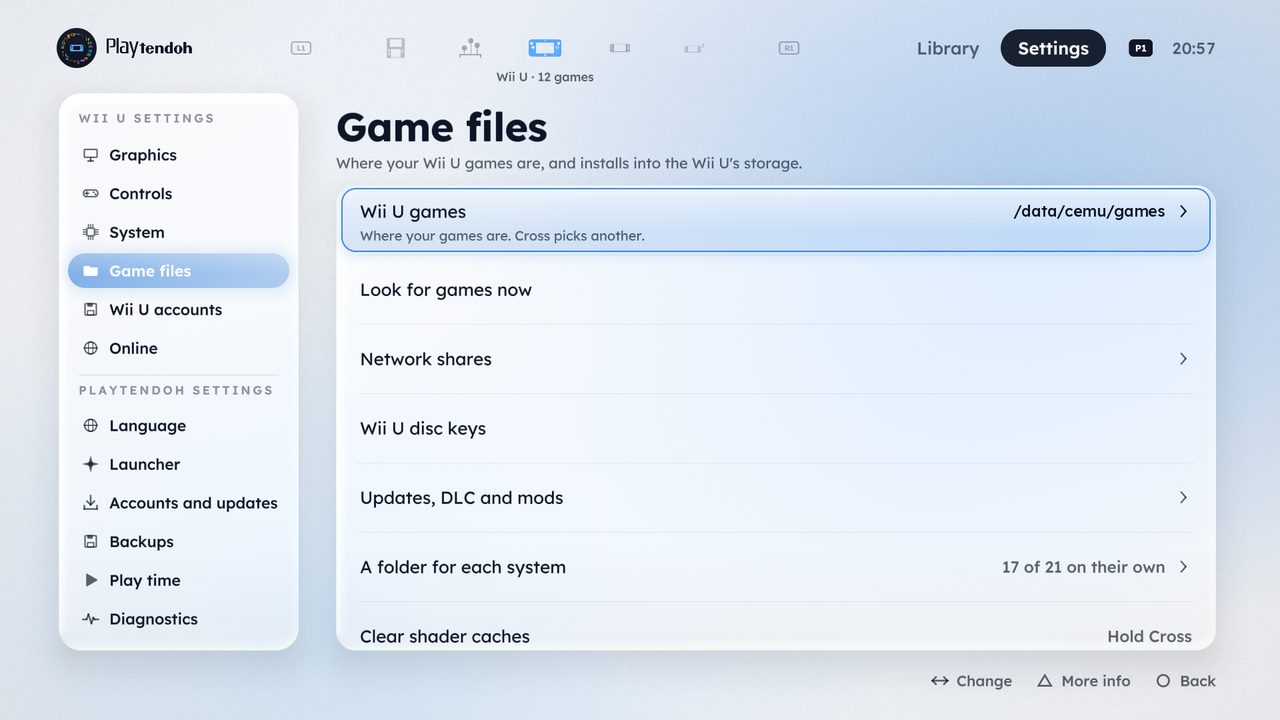 Playtendoh
L1
R1
Library
Settings
P1
20:57
Wii U · 12 games
WII U SETTINGS
Graphics
Controls
System
Game files
Wii U accounts
Online
PLAYTENDOH SETTINGS
Language
Launcher
Accounts and updates
Backups
Play time
Diagnostics
Game files
Where your Wii U games are, and installs into the Wii U's storage.
Wii U games
/data/cemu/games
Where your games are. Cross picks another.
Look for games now
Network shares
Wii U disc keys
Updates, DLC and mods
A folder for each system
17 of 21 on their own
Clear shader caches
Hold Cross
Change
More info
Back